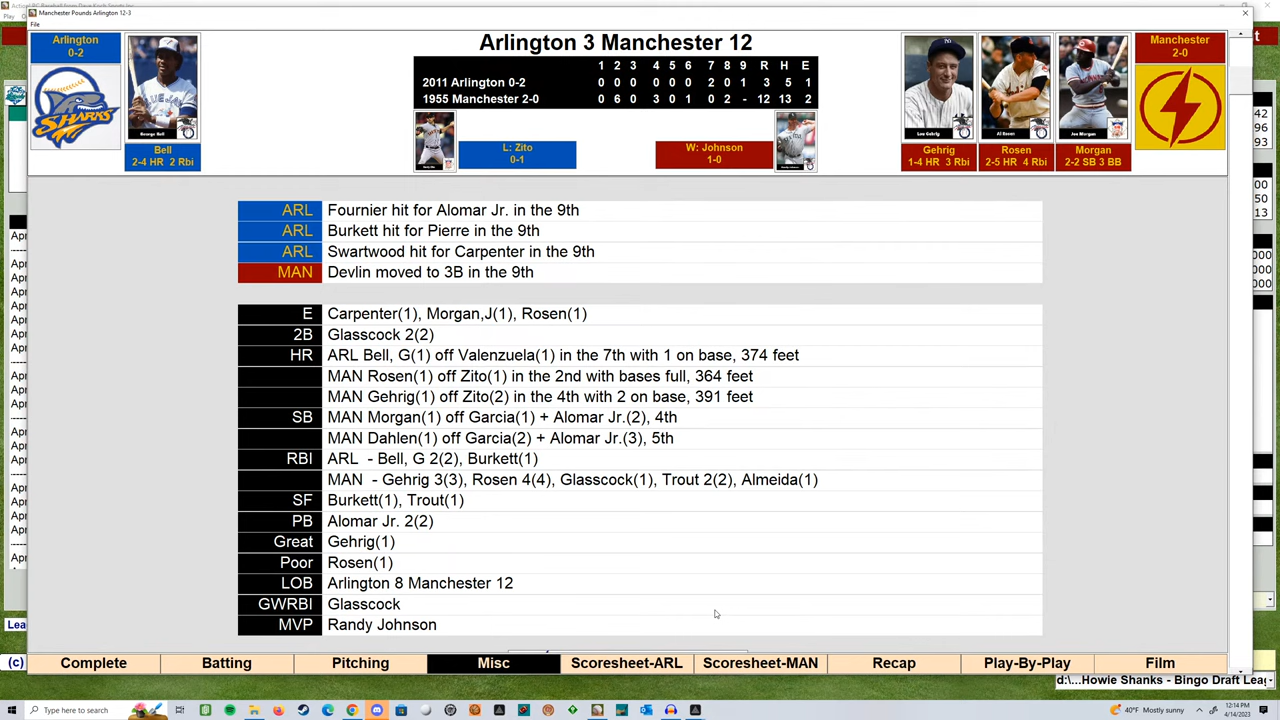 Manchester Pounds Arlington 12-3
File
Arlington 3 Manchester 12
Arlington
0-2
George Bell
Bell
2-4 HR 2 Rbi
1 2 3 4 5 6 7 8 9 R H E
2011 Arlington 0-2 0 0 0 0 0 0 2 0 1 3 5 1
1955 Manchester 2-0 0 6 0 3 0 1 0 2 - 12 13 2
L: Zito
0-1
W: Johnson
1-0
Lou Gehrig
Al Rosen
Joe Morgan
Gehrig
1-4 HR 3 Rbi
Rosen
2-5 HR 4 Rbi
Morgan
2-2 SB 3 BB
Manchester
2-0
SHARKS
ARL Fournier hit for Alomar Jr. in the 9th
ARL Burkett hit for Pierre in the 9th
ARL Swartwood hit for Carpenter in the 9th
MAN Devlin moved to 3B in the 9th
E Carpenter(1), Morgan,J(1), Rosen(1)
2B Glasscock 2(2)
HR ARL Bell, G(1) off Valenzuela(1) in the 7th with 1 on base, 374 feet
MAN Rosen(1) off Zito(1) in the 2nd with bases full, 364 feet
MAN Gehrig(1) off Zito(2) in the 4th with 2 on base, 391 feet
SB MAN Morgan(1) off Garcia(1) + Alomar Jr.(2), 4th
MAN Dahlen(1) off Garcia(2) + Alomar Jr.(3), 5th
RBI ARL - Bell, G 2(2), Burkett(1)
MAN - Gehrig 3(3), Rosen 4(4), Glasscock(1), Trout 2(2), Almeida(1)
SF Burkett(1), Trout(1)
PB Alomar Jr. 2(2)
Great Gehrig(1)
Poor Rosen(1)
LOB Arlington 8 Manchester 12
GWRBI Glasscock
MVP Randy Johnson
Complete Batting Pitching Misc Scoresheet-ARL Scoresheet-MAN Recap Play-By-Play Film
Lea
(c)
d:\...Howie Shanks - Bingo Draft Leag
Type here to search
40°F Mostly sunny
12:14 PM
4/14/2023